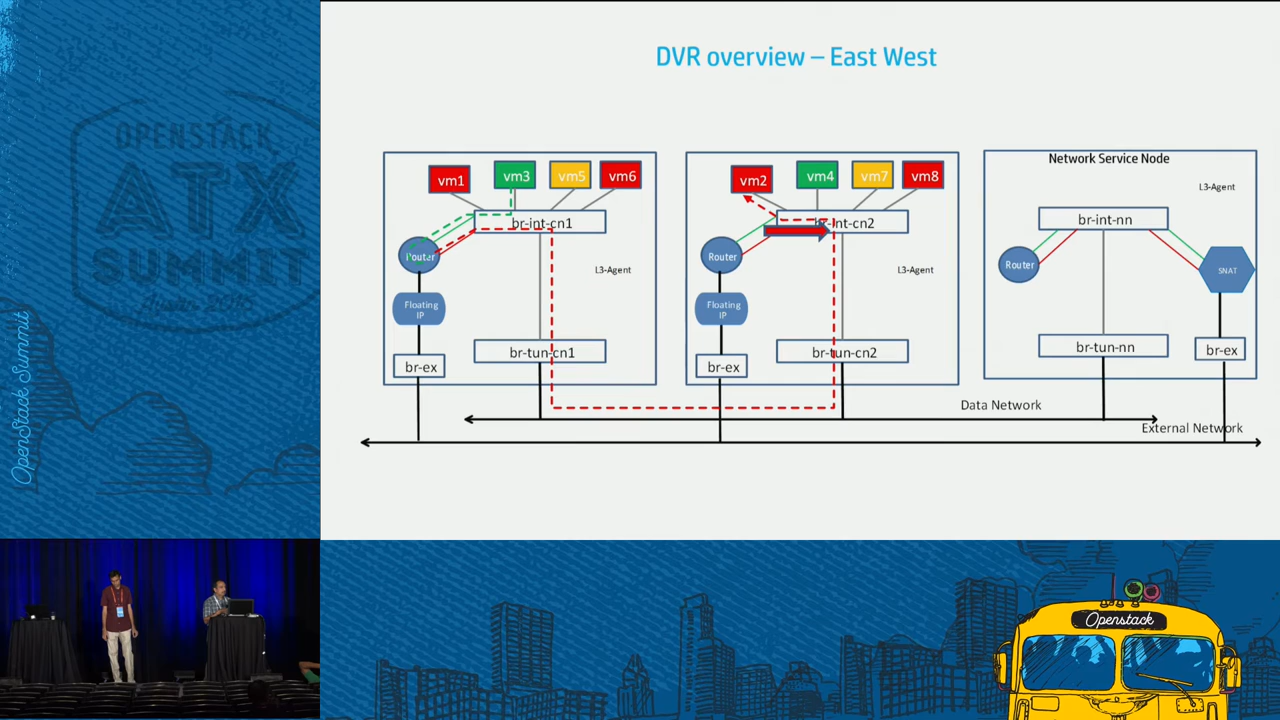 OPENSTACK
ATX
SUMMIT
Austin, 2016
OpenStack Summit
DVR overview – East West
vm1
vm3
vm5
vm6
br-int-cn1
Router
L3-Agent
Floating
IP
br-tun-cn1
br-ex
vm2
vm4
vm7
vm8
br-int-cn2
Router
L3-Agent
Floating
IP
br-tun-cn2
br-ex
Network Service Node
L3-Agent
br-int-nn
Router
SNAT
br-tun-nn
br-ex
Data Network
External Network
Openstack